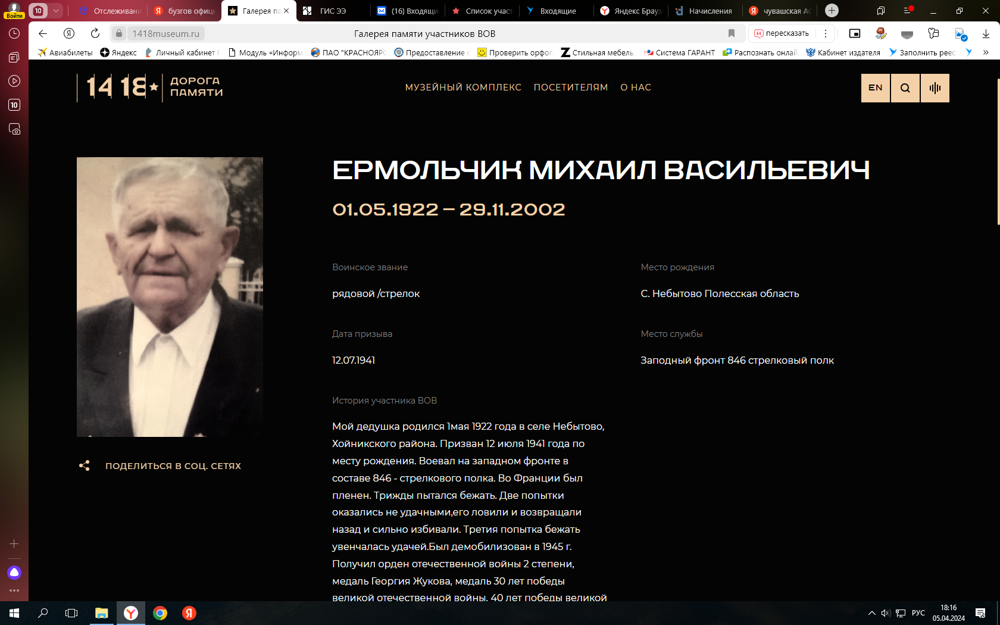 10
Отслеживани
бузгов офиц
Галерея па
ГИС ЭЭ
(16) Входящи
Список участ
Входящие
Яндекс Брауз
Начисления
чувашская АС
Войти
1418museum.ru
Галерея памяти участников ВОВ
пересказать
Авиабилеты
Яндекс
Личный кабинет
Модуль «Информ
ПАО "КРАСНОЯРС
Предоставление
Проверить орфог
Стильная мебель
Система ГАРАНТ
Распознать онлай
Кабинет издателя
Заполнить реес
10
1418
ДОРОГА
ПАМЯТИ
МУЗЕЙНЫЙ КОМПЛЕКС
ПОСЕТИТЕЛЯМ
О НАС
EN
ЕРМОЛЬЧИК МИХАИЛ ВАСИЛЬЕВИЧ
01.05.1922 – 29.11.2002
Воинское звание
Место рождения
рядовой /стрелок
С. Небытово Полесская область
Дата призыва
Место службы
12.07.1941
Заподный фронт 846 стрелковый полк
История участника ВОВ
Мой дедушка родился 1мая 1922 года в селе Небытово,
Хойникского района. Призван 12 июля 1941 года по
месту рождения. Воевал на западном фронте в
составе 846 - стрелкового полка. Во Франции был
пленен. Трижды пытался бежать. Две попытки
оказались не удачными,его ловили и возвращали
назад и сильно избивали. Третия попытка бежать
увенчалась удачей.Был демобилизован в 1945 г.
Получил орден отечественной войны 2 степени,
медаль Георгия Жукова, медаль 30 лет победы
великой отечественной войны. 40 лет победы великой
ПОДЕЛИТЬСЯ В СОЦ. СЕТЯХ
РУС
18:16
05.04.2024